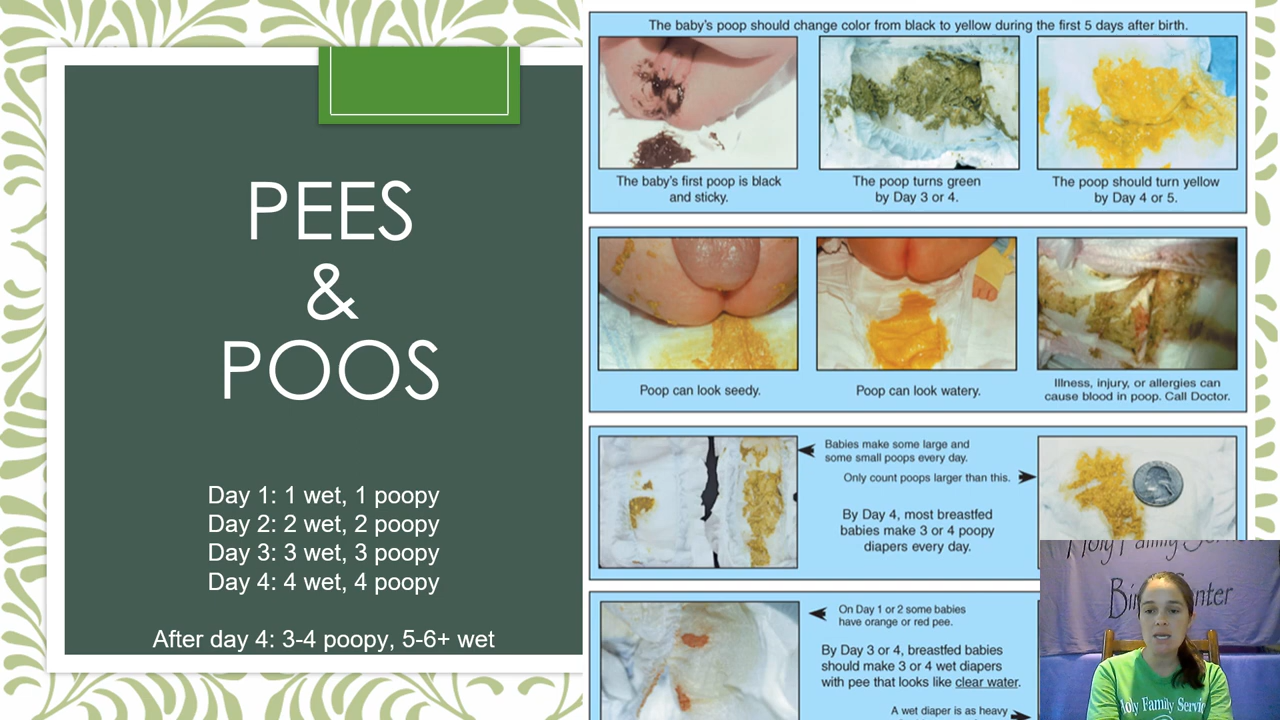 PEES
&
POOS
Day 1: 1 wet, 1 poopy
Day 2: 2 wet, 2 poopy
Day 3: 3 wet, 3 poopy
Day 4: 4 wet, 4 poopy
After day 4: 3-4 poopy, 5-6+ wet
The baby's poop should change color from black to yellow during the first 5 days after birth.
The baby's first poop is black
and sticky.
The poop turns green
by Day 3 or 4.
The poop should turn yellow
by Day 4 or 5.
Poop can look seedy.
Poop can look watery.
Illness, injury, or allergies can
cause blood in poop. Call Doctor.
Babies make some large and
some small poops every day.
Only count poops larger than this.
By Day 4, most breastfed
babies make 3 or 4 poopy
diapers every day.
On Day 1 or 2 some babies
have orange or red pee.
By Day 3 or 4, breastfed babies
should make 3 or 4 wet diapers
with pee that looks like clear water.
A wet diaper is as heavy
Holy Family
Holy Family